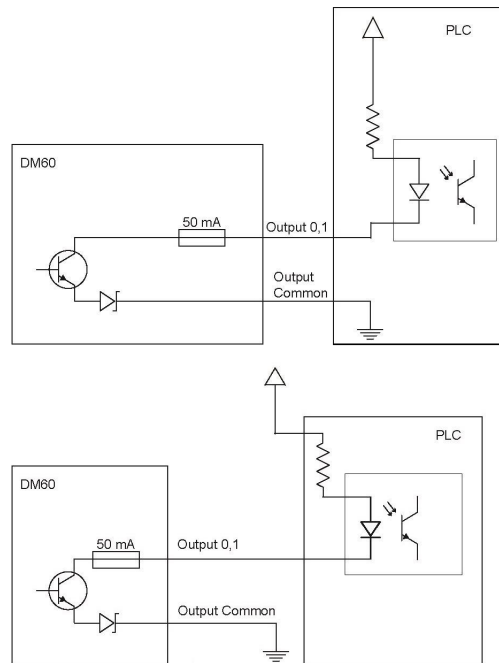 PLC
DM60
50 mA
Output 0,1
Output
Common
PLC
DM60
50 mA
Output 0,1
Output Common